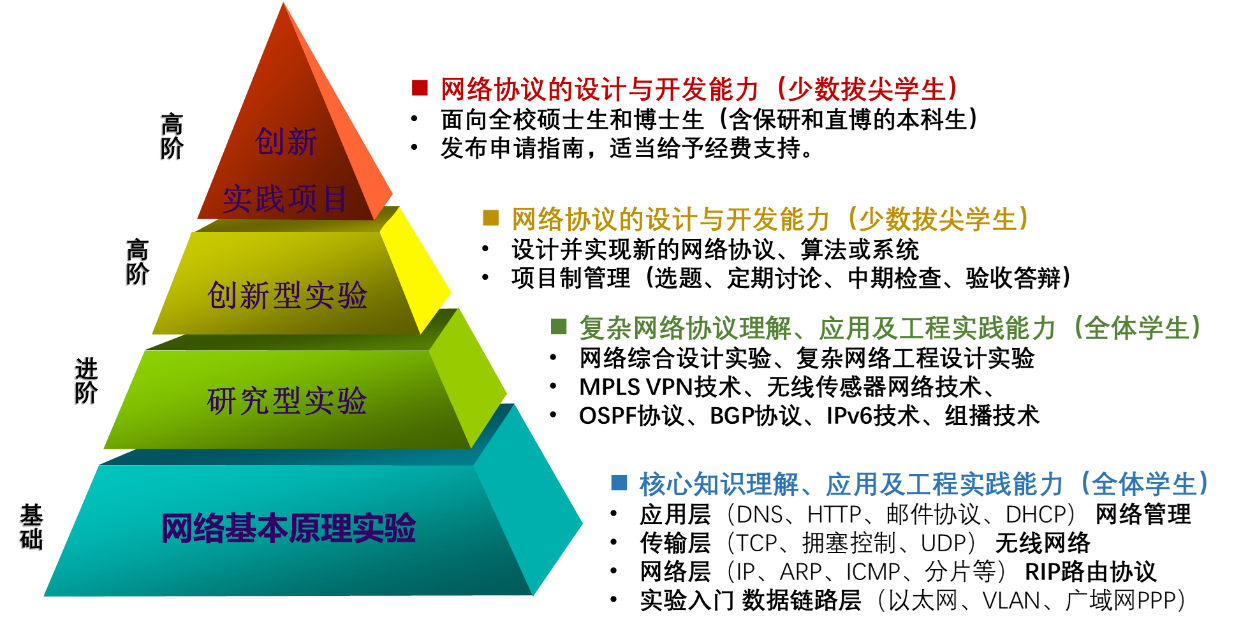 高阶
创新
实践项目
■ 网络协议的设计与开发能力（少数拔尖学生）
• 面向全校硕士生和博士生（含保研和直博的本科生）
• 发布申请指南，适当给予经费支持。
高阶
创新型实验
■ 网络协议的设计与开发能力（少数拔尖学生）
• 设计并实现新的网络协议、算法或系统
• 项目制管理（选题、定期讨论、中期检查、验收答辩）
进阶
研究型实验
■ 复杂网络协议理解、应用及工程实践能力（全体学生）
• 网络综合设计实验、复杂网络工程设计实验
• MPLS VPN技术、无线传感器网络技术、
• OSPF协议、BGP协议、IPv6技术、组播技术
基础
网络基本原理实验
■ 核心知识理解、应用及工程实践能力（全体学生）
• 应用层（DNS、HTTP、邮件协议、DHCP） 网络管理
• 传输层（TCP、拥塞控制、UDP） 无线网络
• 网络层（IP、ARP、ICMP、分片等） RIP路由协议
• 实验入门 数据链路层（以太网、VLAN、广域网PPP）